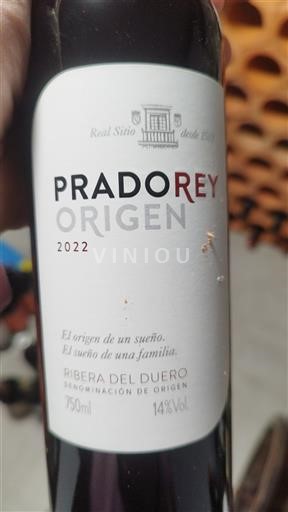 Real Sitio desde
PRADOREY
ORIGEN
2022
VINIOU
El origen de un sueño.
El sueño de una familia.
RIBERA DEL DUERO
DENOMINACIÓN DE ORIGEN
750ml 14%Vol.